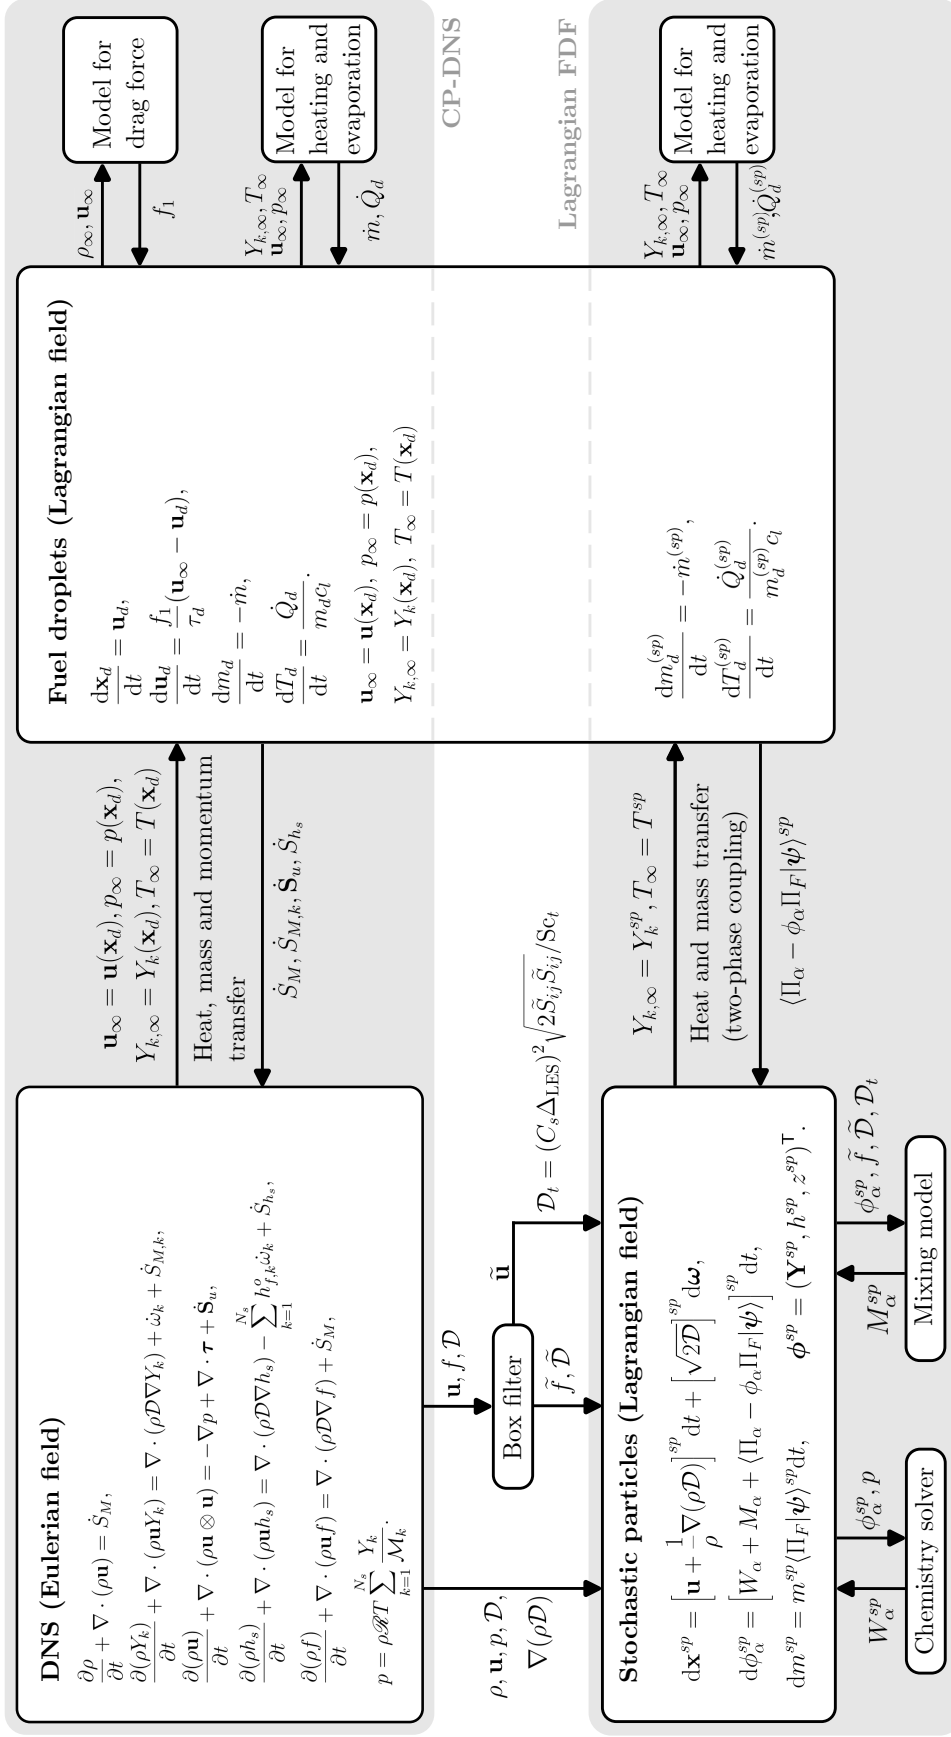 DNS (Eulerian field)
∂ρ/∂t + ∇ · (ρ𝐮) = Ṡ_M,
∂(ρY_k)/∂t + ∇ · (ρ𝐮Y_k) = ∇ · (ρ𝒟∇Y_k) + ω̇_k + Ṡ_{M,k},
∂(ρ𝐮)/∂t + ∇ · (ρ𝐮 ⊗ 𝐮) = −∇p + ∇ · 𝝉 + 𝐒̇_u,
∂(ρh_s)/∂t + ∇ · (ρ𝐮h_s) = ∇ · (ρ𝒟∇h_s) − ∑_{k=1}^{N_s} h^o_{f,k} ω̇_k + Ṡ_{h_s},
∂(ρf)/∂t + ∇ · (ρ𝐮f) = ∇ · (ρ𝒟∇f) + Ṡ_M,
p = ρℛT ∑_{k=1}^{N_s} Y_k/ℳ_k.
𝐮_∞ = 𝐮(𝐱_d), p_∞ = p(𝐱_d),
Y_{k,∞} = Y_k(𝐱_d), T_∞ = T(𝐱_d)
Heat, mass and momentum
transfer
Ṡ_M, Ṡ_{M,k}, 𝐒̇_u, Ṡ_{h_s}
Fuel droplets (Lagrangian field)
d𝐱_d/dt = 𝐮_d,
d𝐮_d/dt = f_1/τ_d (𝐮_∞ − 𝐮_d),
dm_d/dt = −ṁ,
dT_d/dt = Q̇_d/(m_d c_l).
𝐮_∞ = 𝐮(𝐱_d), p_∞ = p(𝐱_d),
Y_{k,∞} = Y_k(𝐱_d), T_∞ = T(𝐱_d)
dm_d^{(sp)}/dt = −ṁ^{(sp)},
dT_d^{(sp)}/dt = Q̇_d^{(sp)}/(m_d^{(sp)} c_l).
ρ_∞, 𝐮_∞
f_1
Model for
drag force
Y_{k,∞}, T_∞
𝐮_∞, p_∞
ṁ, Q̇_d
Model for
heating and
evaporation
CP-DNS
Lagrangian FDF
ρ, 𝐮, p, 𝒟,
∇(ρ𝒟)
𝐮, f, 𝒟
Box filter
f̃, 𝒟̃
𝐮̃
𝒟_t = (C_s Δ_LES)² √(2S̃_{ij}S̃_{ij})/Sc_t
Stochastic particles (Lagrangian field)
d𝐱^{sp} = [𝐮 + 1/ρ ∇(ρ𝒟)]^{sp} dt + [√(2𝒟)]^{sp} d𝝎,
dϕ_α^{sp} = [W_α + M_α + ⟨Π_α − ϕ_α Π_F|𝝍⟩]^{sp} dt,
dm^{sp} = m^{sp}⟨Π_F|𝝍⟩^{sp} dt, 𝝓^{sp} = (𝐘^{sp}, h^{sp}, z^{sp})^⊤.
W_α^{sp}
ϕ_α^{sp}, p
Chemistry solver
M_α^{sp}
ϕ_α^{sp}, f̃, 𝒟̃, 𝒟_t
Mixing model
Y_{k,∞} = Y_k^{sp}, T_∞ = T^{sp}
Heat and mass transfer
(two-phase coupling)
⟨Π_α − ϕ_α Π_F|𝝍⟩^{sp}
Y_{k,∞}, T_∞
𝐮_∞, p_∞
ṁ^{(sp)}, Q̇_d^{(sp)}
Model for
heating and
evaporation